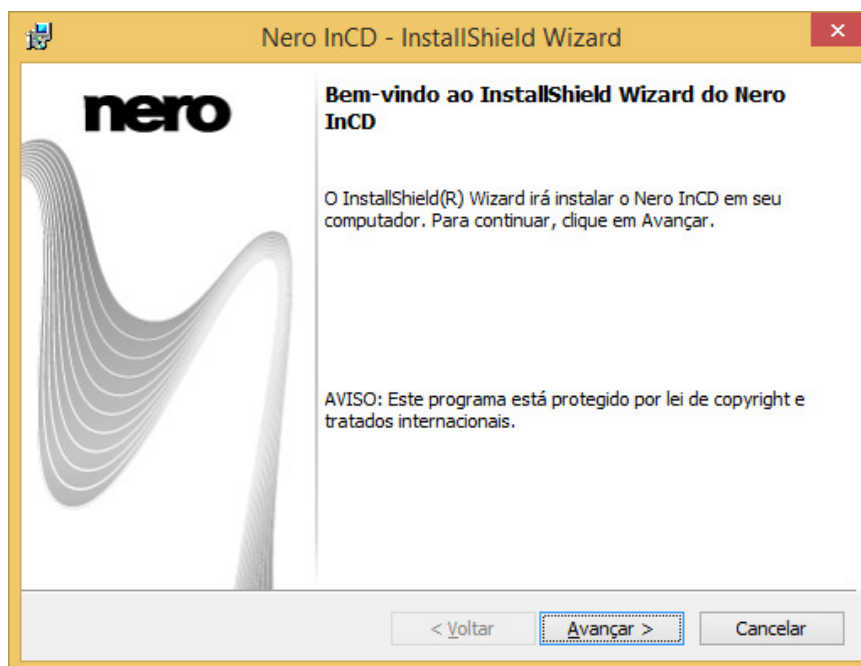 Nero InCD - InstallShield Wizard
nero
Bem-vindo ao InstallShield Wizard do Nero
InCD
O InstallShield(R) Wizard irá instalar o Nero InCD em seu
computador. Para continuar, clique em Avançar.
AVISO: Este programa está protegido por lei de copyright e
tratados internacionais.
< Voltar
Avançar >
Cancelar